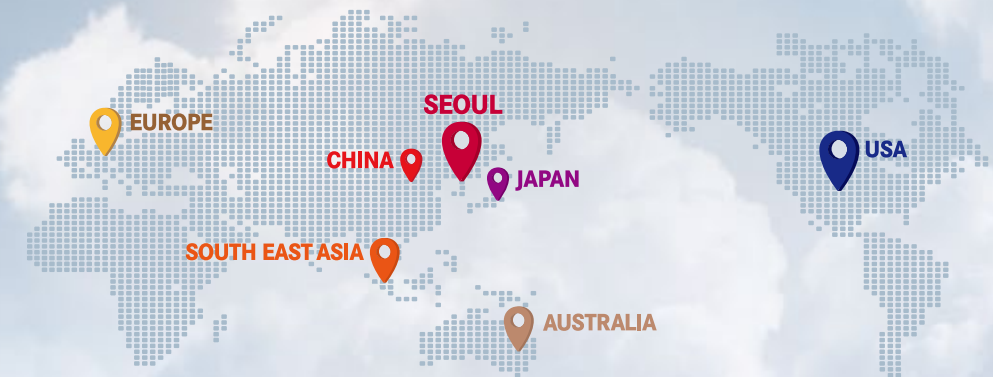 SEOUL
EUROPE
CHINA
USA
JAPAN
SOUTH EAST ASIA
AUSTRALIA